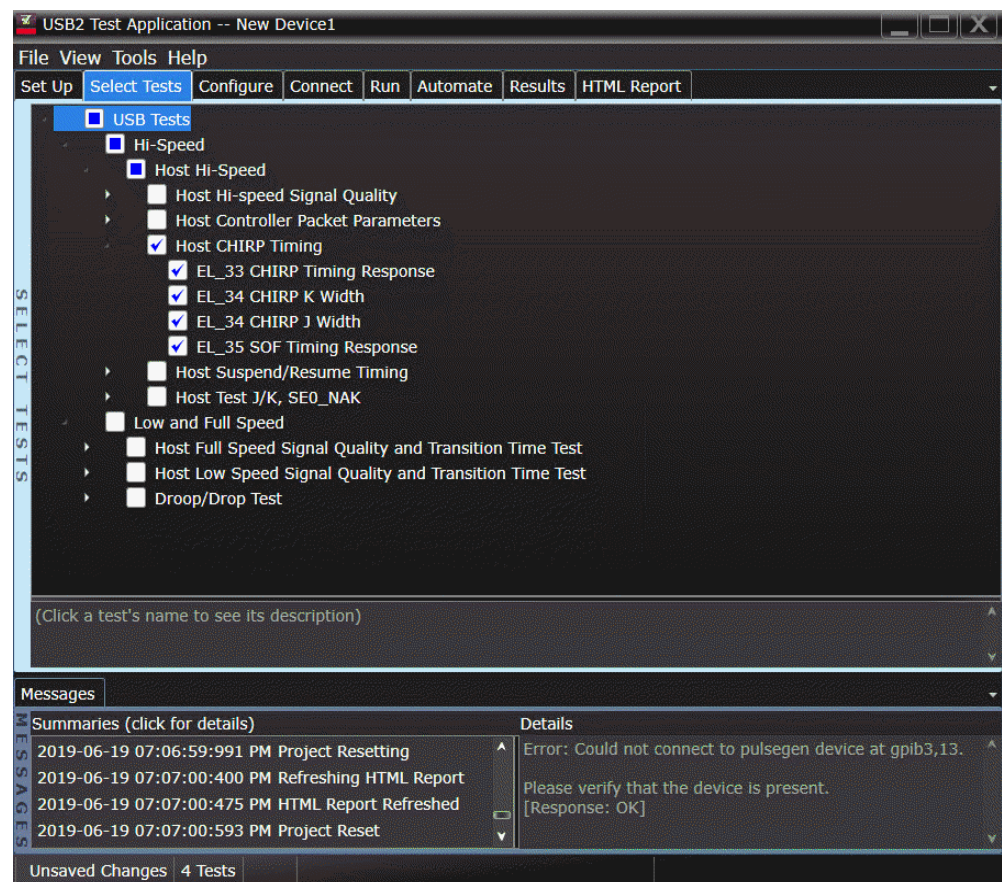 USB2 Test Application -- New Device1
File View Tools Help
Set Up Select Tests Configure Connect Run Automate Results HTML Report
SELECT TESTS
USB Tests
Hi-Speed
Host Hi-Speed
Host Hi-speed Signal Quality
Host Controller Packet Parameters
Host CHIRP Timing
EL_33 CHIRP Timing Response
EL_34 CHIRP K Width
EL_34 CHIRP J Width
EL_35 SOF Timing Response
Host Suspend/Resume Timing
Host Test J/K, SE0_NAK
Low and Full Speed
Host Full Speed Signal Quality and Transition Time Test
Host Low Speed Signal Quality and Transition Time Test
Droop/Drop Test
(Click a test's name to see its description)
Messages
MESSAGES
Summaries (click for details)
2019-06-19 07:06:59:991 PM Project Resetting
2019-06-19 07:07:00:400 PM Refreshing HTML Report
2019-06-19 07:07:00:475 PM HTML Report Refreshed
2019-06-19 07:07:00:593 PM Project Reset
Details
Error: Could not connect to pulsegen device at gpib3,13.
Please verify that the device is present.
[Response: OK]
Unsaved Changes 4 Tests